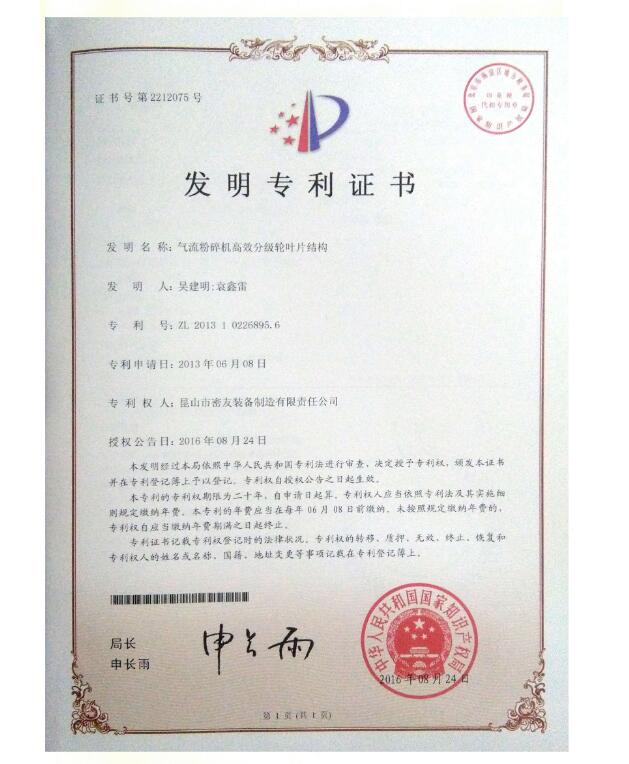 证书号第2212075号
发明专利证书
发明名称：气流粉碎机高效分级轮叶片结构
发明人：吴建明;袁鑫雷
专利号：ZL 2013 1 0226895.6
专利申请日：2013年06月08日
专利权人：昆山市密友装备制造有限责任公司
授权公告日：2016年08月24日
本发明经过本局依照中华人民共和国专利法进行审查，决定授予专利权，颁发本证书
并在专利登记簿上予以登记。专利权自授权公告之日起生效。
本专利的专利权期限为二十年，自申请日起算。专利权人应当依照专利法及其实施细
则规定缴纳年费。本专利的年费应当在每年06月08日前缴纳。未按照规定缴纳年费的，
专利权自应当缴纳年费期满之日起终止。
专利证书记载专利权登记时的法律状况。专利权的转移、质押、无效、终止、恢复和
专利权人的姓名或名称、国籍、地址变更等事项记载在专利登记簿上。
局长
申长雨
申长雨
中华人民共和国国家知识产权局
2016年08月24日
第1页(共1页)